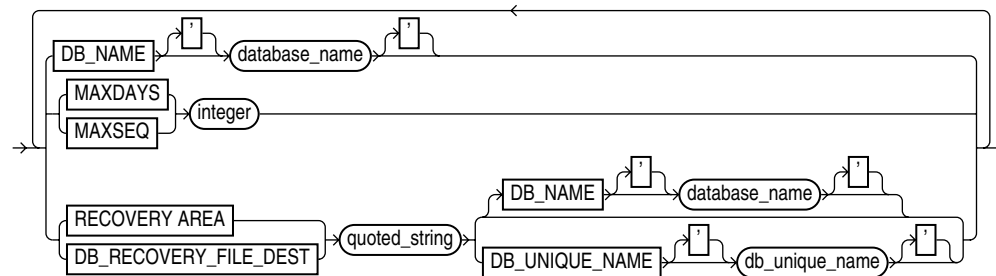 ' '
DB_NAME database_name
MAXDAYS
integer
MAXSEQ
' '
DB_NAME database_name
RECOVERY AREA
quoted_string
DB_RECOVERY_FILE_DEST
' '
DB_UNIQUE_NAME db_unique_name